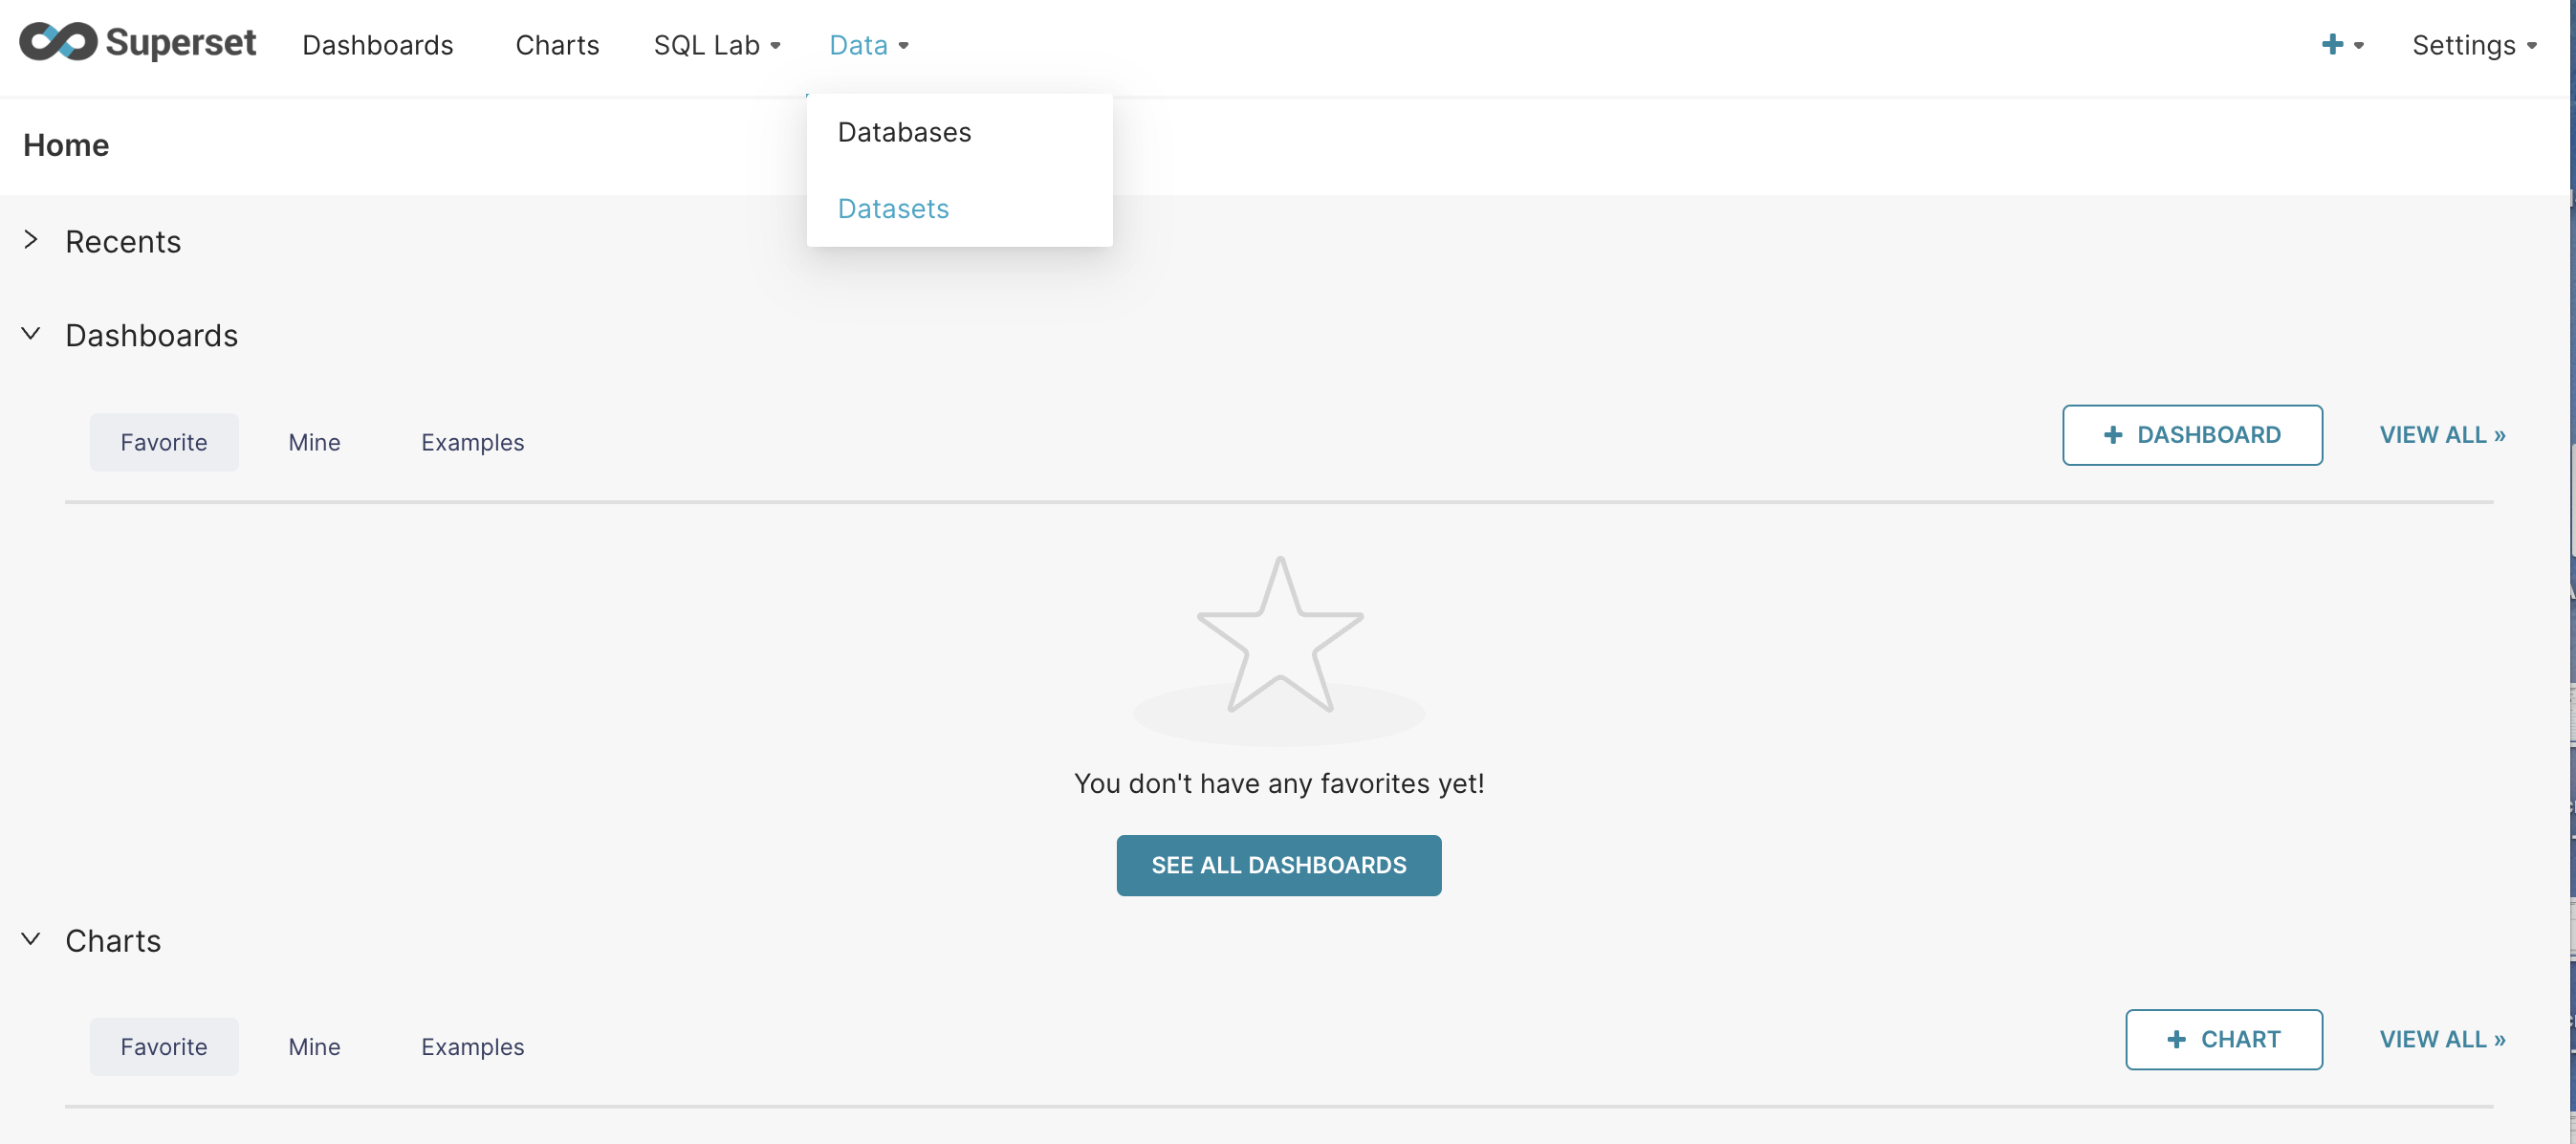 Superset Dashboards Charts SQL Lab Data Settings
Databases
Home
Datasets
Recents
Dashboards
Favorite Mine Examples + DASHBOARD VIEW ALL »
You don't have any favorites yet!
SEE ALL DASHBOARDS
Charts
Favorite Mine Examples + CHART VIEW ALL »